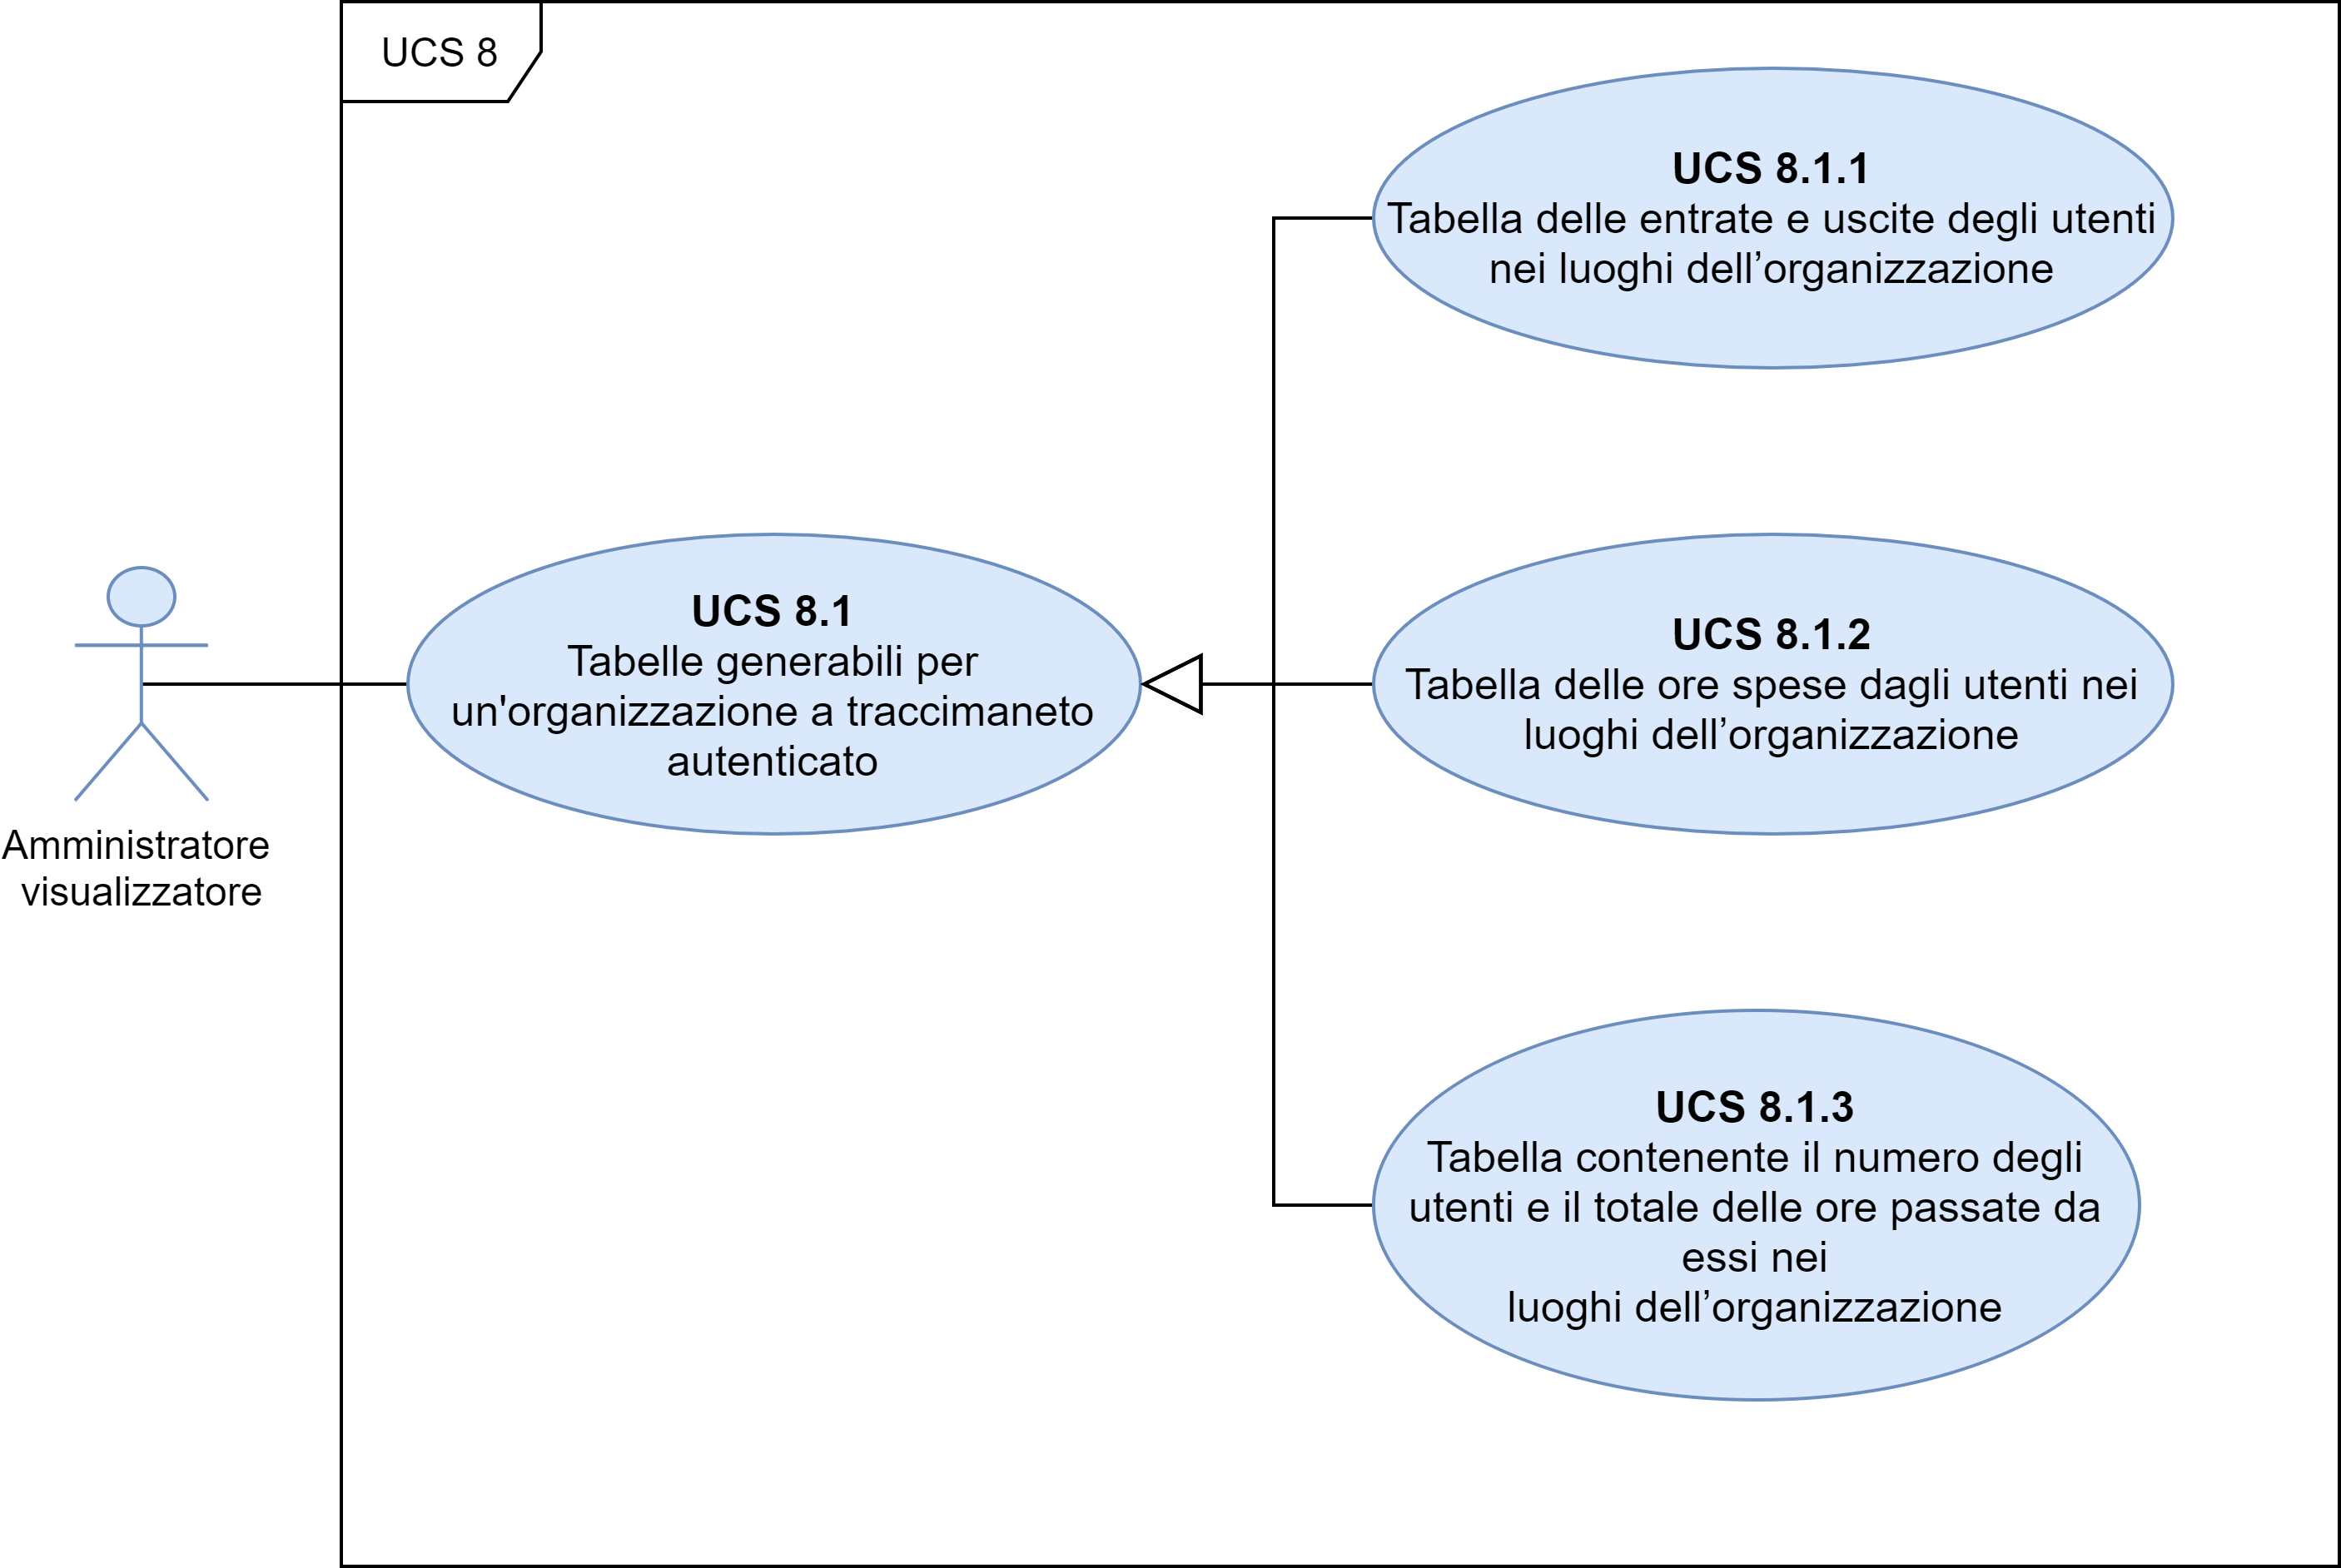 UCS 8
UCS 8.1.1
Tabella delle entrate e uscite degli utenti
nei luoghi dell’organizzazione
UCS 8.1
Tabelle generabili per
un'organizzazione a traccimaneto
autenticato
UCS 8.1.2
Tabella delle ore spese dagli utenti nei
luoghi dell’organizzazione
Amministratore
visualizzatore
UCS 8.1.3
Tabella contenente il numero degli
utenti e il totale delle ore passate da
essi nei
luoghi dell’organizzazione